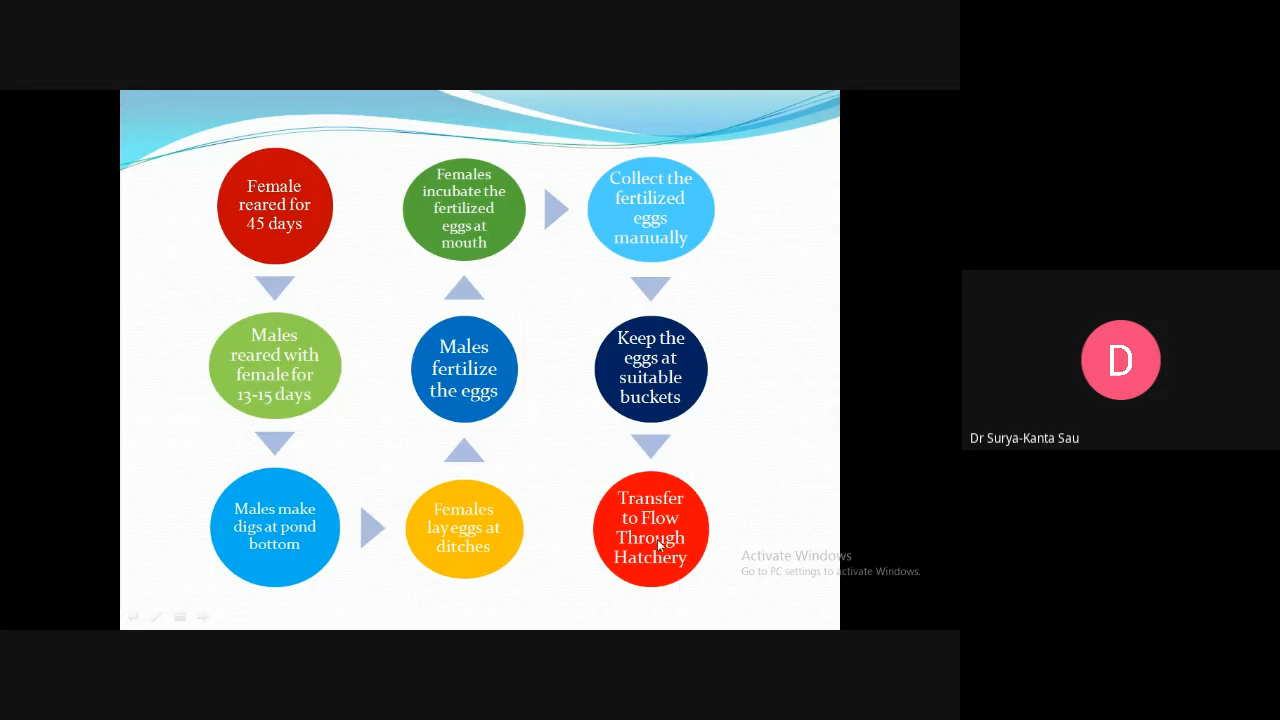 Female
reared for
45 days
Males
reared with
female for
13-15 days
Males make
digs at pond
bottom
Females
lay eggs at
ditches
Males
fertilize
the eggs
Females
incubate the
fertilized
eggs at
mouth
Collect the
fertilized
eggs
manually
Keep the
eggs at
suitable
buckets
Transfer
to Flow
Through
Hatchery
Activate Windows
Go to PC settings to activate Windows.
D
Dr Surya-Kanta Sau